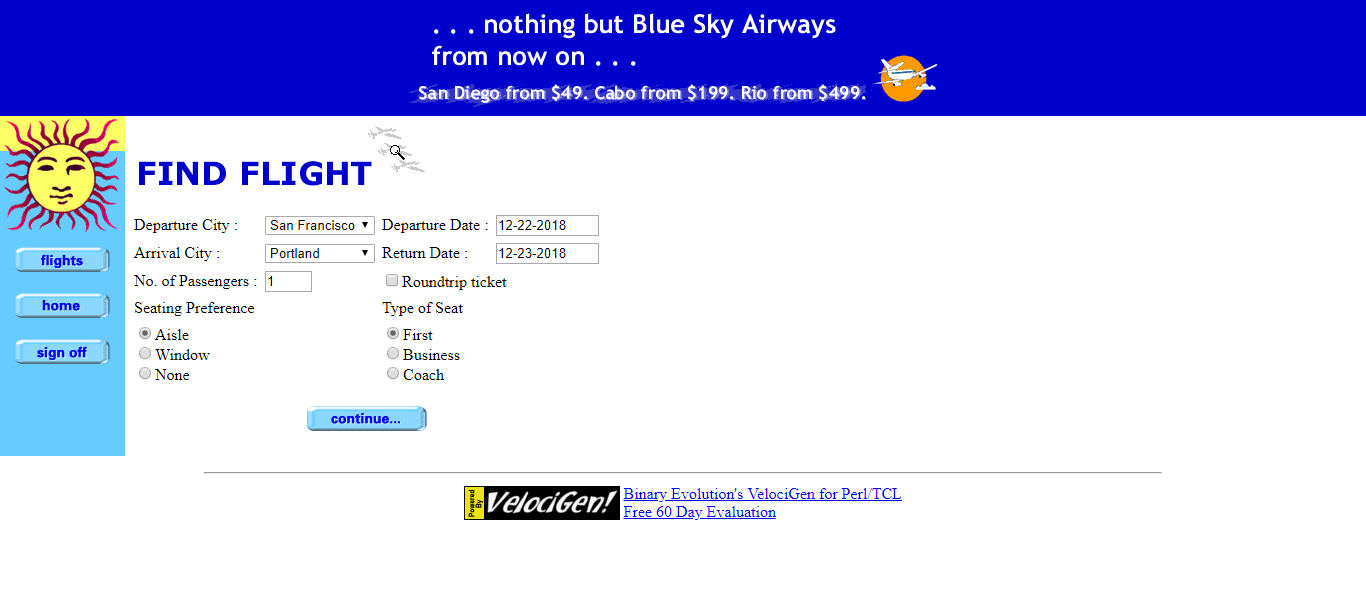 . . . nothing but Blue Sky Airways
from now on . . .
San Diego from $49. Cabo from $199. Rio from $499.
FIND FLIGHT
flights
home
sign off
Departure City : San Francisco Departure Date : 12-22-2018
Arrival City : Portland Return Date : 12-23-2018
No. of Passengers : 1 Roundtrip ticket
Seating Preference Type of Seat
Aisle First
Window Business
None Coach
continue...
Powered By VelociGen!
Binary Evolution's VelociGen for Perl/TCL
Free 60 Day Evaluation